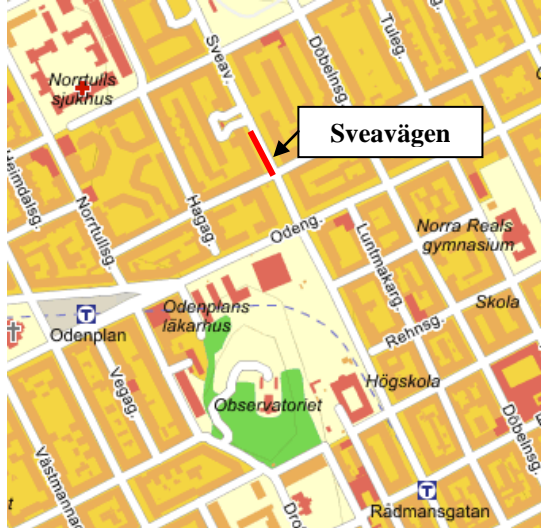 Sveav.
Döbelnsg.
Tuleg.
Norrtulls
sjukhus
Sveavägen
Heimdalsg.
Norrtullsg.
Hagag.
Odeng.
Luntmakarg.
Norra Reals
gymnasium
Odenplans
läkarhus
Skola
T
Odenplan
Rehnsg.
Högskola
Vegag.
Observatoriet
Döbelnsg.
Västmannag
T
Rådmansgatan
Dro
t